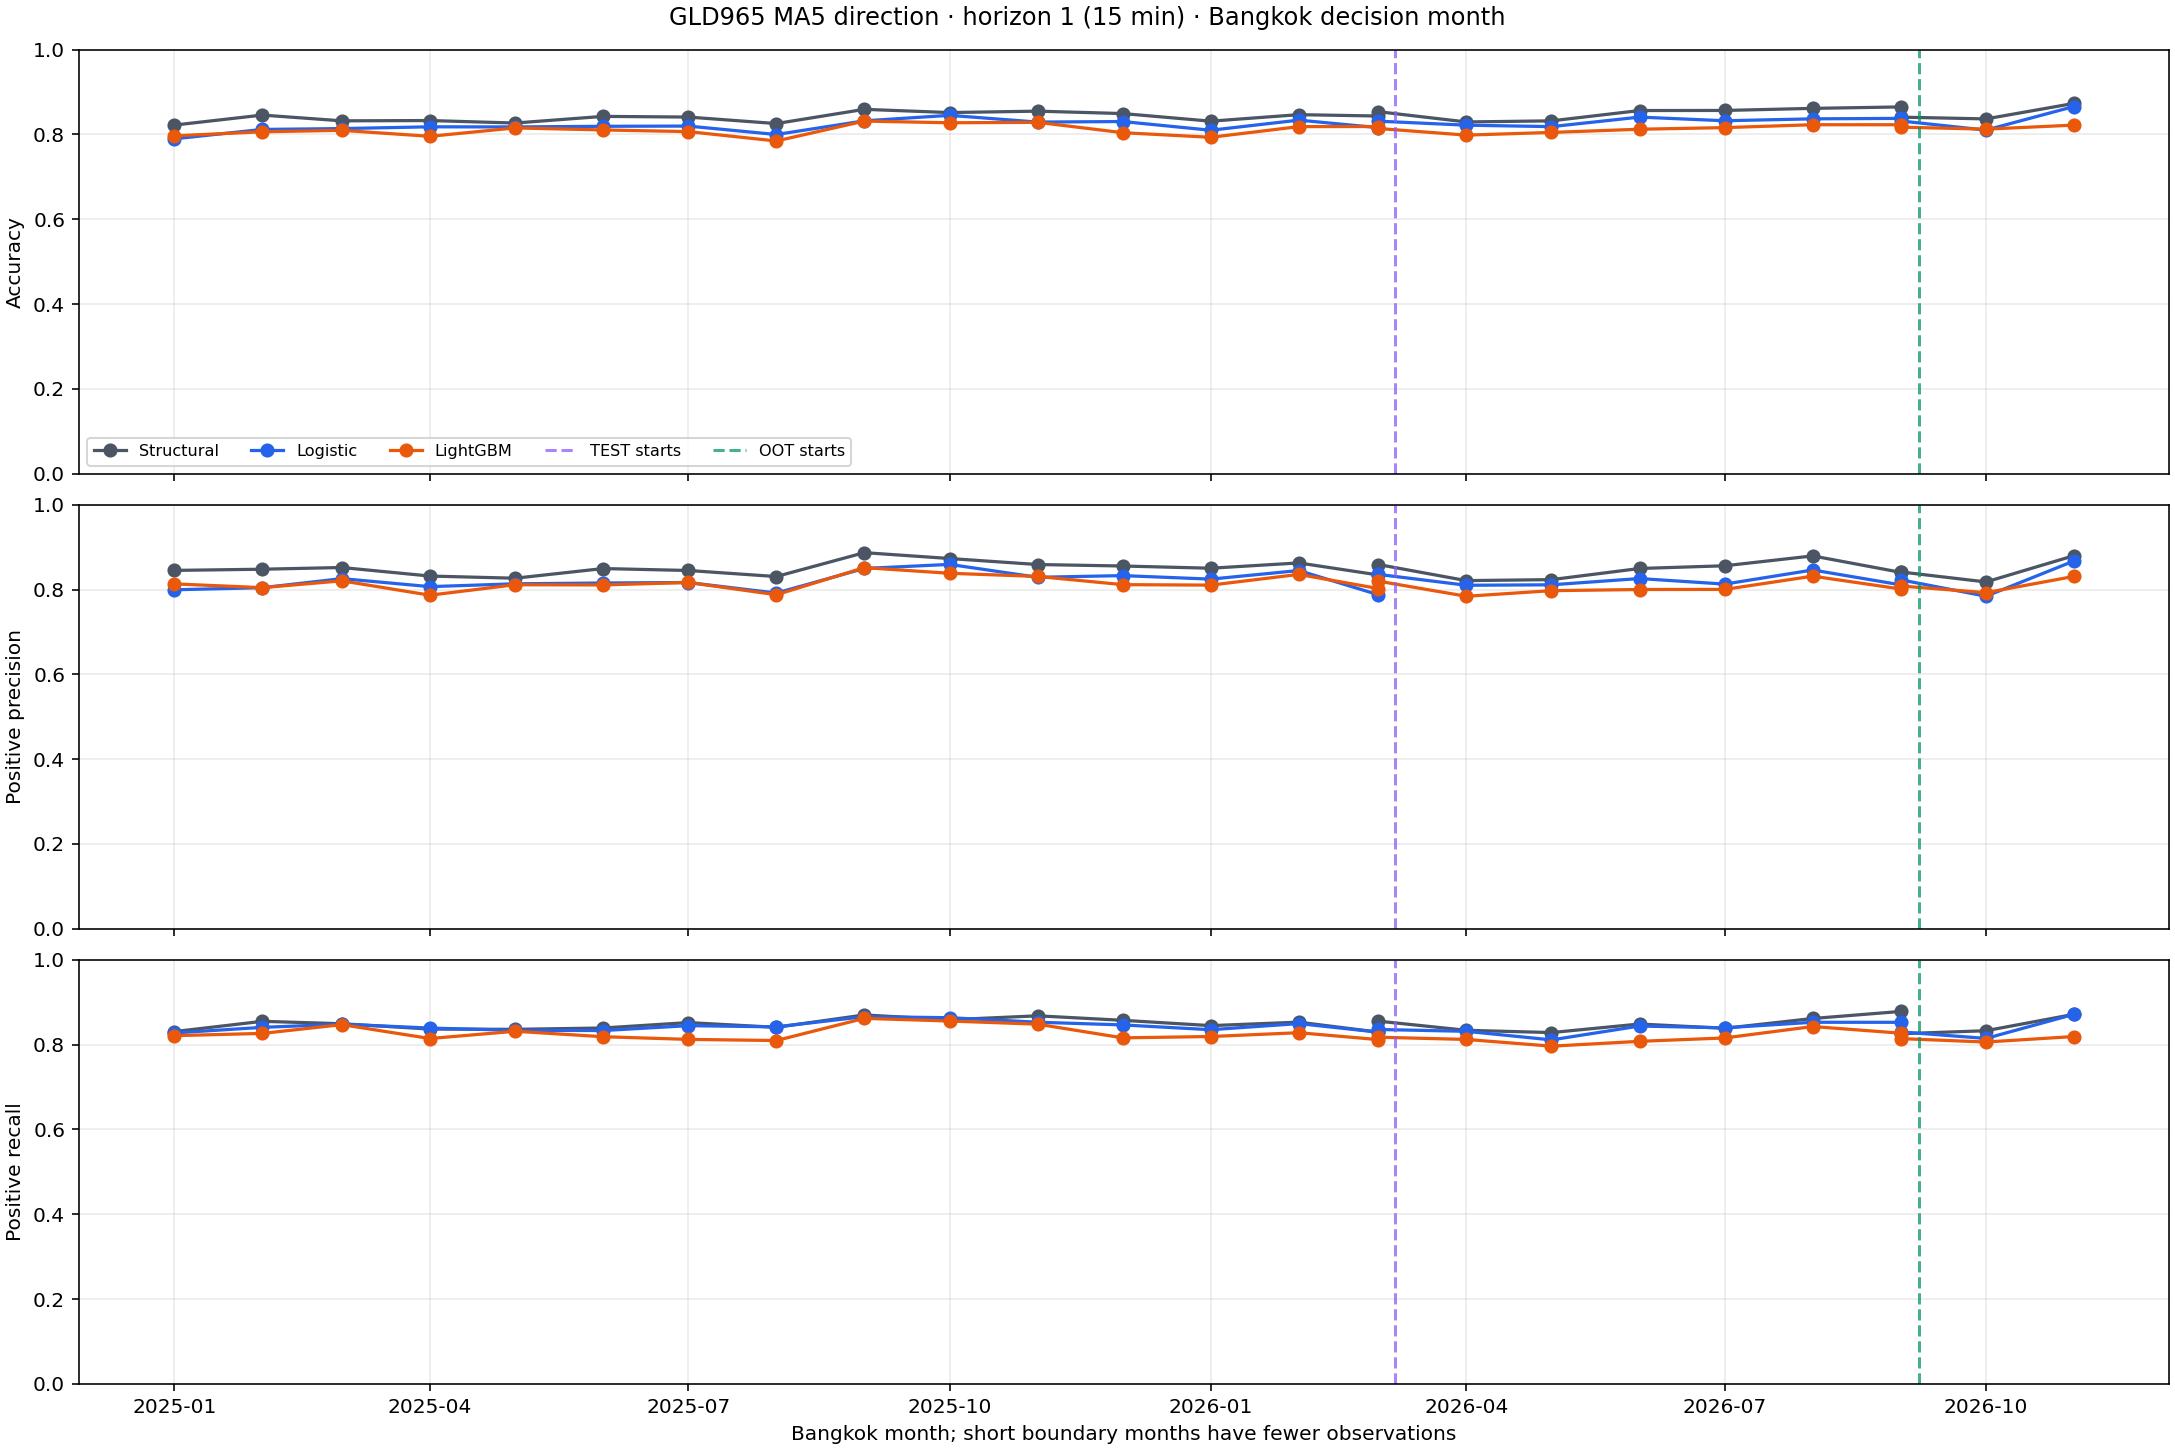 GLD965 MA5 direction · horizon 1 (15 min) · Bangkok decision month
1.0
0.8
0.6
0.4
0.2
0.0
Accuracy
Structural Logistic LightGBM TEST starts OOT starts
1.0
0.8
0.6
0.4
0.2
0.0
Positive precision
1.0
0.8
0.6
0.4
0.2
0.0
Positive recall
2025-01 2025-04 2025-07 2025-10 2026-01 2026-04 2026-07 2026-10
Bangkok month; short boundary months have fewer observations